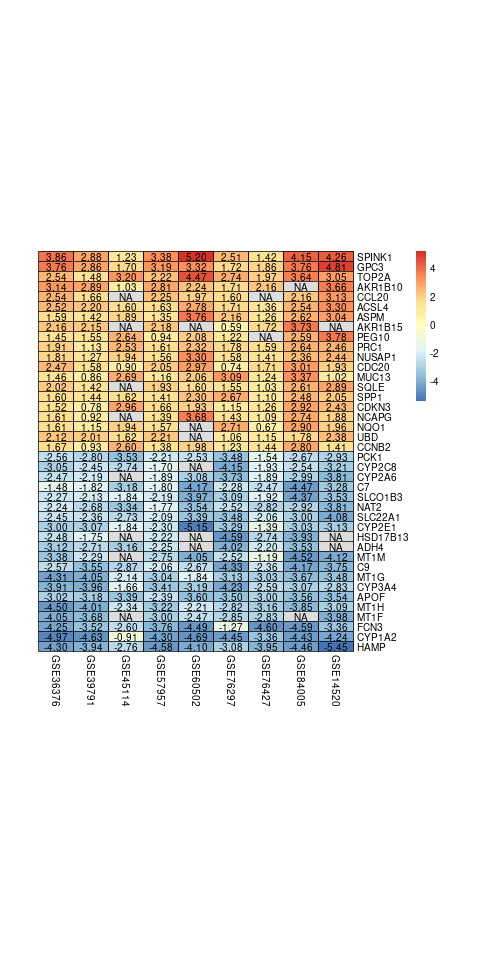 3.86 2.88 1.23 3.38 5.20 2.51 1.42 4.15 4.26 SPINK1
3.76 2.86 1.70 3.19 3.32 1.72 1.86 3.76 4.81 GPC3
2.54 1.48 3.20 2.22 4.47 2.74 1.97 3.64 3.05 TOP2A
3.14 2.89 1.03 2.81 2.24 1.71 2.16 NA 3.66 AKR1B10
2.54 1.66 NA 2.25 1.97 1.60 NA 2.16 3.13 CCL20
2.52 2.20 1.60 1.63 2.78 1.71 1.36 2.54 3.30 ACSL4
1.59 1.42 1.89 1.35 3.76 2.16 1.26 2.62 3.04 ASPM
2.16 2.15 NA 2.18 NA 0.59 1.72 3.73 NA AKR1B15
1.45 1.55 2.64 0.94 2.08 1.22 NA 2.59 3.78 PEG10
1.91 1.13 2.53 1.61 2.32 1.78 1.59 2.64 2.46 PRC1
1.81 1.27 1.94 1.56 3.30 1.58 1.41 2.36 2.44 NUSAP1
2.47 1.58 0.90 2.05 2.97 0.74 1.71 3.01 1.93 CDC20
1.46 0.86 2.69 1.16 2.06 3.09 1.24 3.37 1.02 MUC13
2.02 1.42 NA 1.93 1.60 1.55 1.03 2.61 2.89 SQLE
1.60 1.44 1.62 1.41 2.30 2.67 1.10 2.48 2.05 SPP1
1.52 0.78 2.96 1.66 1.93 1.15 1.26 2.92 2.43 CDKN3
1.61 0.92 NA 1.39 3.68 1.43 1.09 2.74 1.88 NCAPG
1.61 1.15 1.94 1.57 NA 2.71 0.67 2.90 1.96 NQO1
2.12 2.01 1.62 2.21 NA 1.06 1.15 1.78 2.38 UBD
1.67 0.93 2.60 1.38 1.98 1.23 1.44 2.80 1.41 CCNB2
-2.56 -2.80 -3.53 -2.21 -2.53 -3.48 -1.54 -2.67 -2.93 PCK1
-3.05 -2.45 -2.74 -1.70 NA -4.15 -1.93 -2.54 -3.21 CYP2C8
-2.47 -2.19 NA -1.89 -3.08 -3.73 -1.89 -2.99 -3.81 CYP2A6
-1.48 -1.82 -3.18 -1.80 -4.17 -2.28 -2.47 -4.47 -3.28 C7
-2.27 -2.13 -1.84 -2.19 -3.97 -3.09 -1.92 -4.37 -3.53 SLCO1B3
-2.24 -2.68 -3.34 -1.77 -3.54 -2.52 -2.82 -2.92 -3.81 NAT2
-2.45 -2.36 -2.73 -2.09 -3.39 -3.48 -2.06 -3.00 -4.08 SLC22A1
-3.00 -3.07 -1.84 -2.30 -5.15 -3.29 -1.39 -3.03 -3.13 CYP2E1
-2.48 -1.75 NA -2.22 NA -4.59 -2.74 -3.93 NA HSD17B13
-3.12 -2.71 -3.16 -2.25 NA -4.02 -2.20 -3.53 NA ADH4
-3.38 -2.29 NA -2.75 -4.05 -2.52 -1.19 -4.52 -4.12 MT1M
-2.57 -3.55 -2.87 -2.06 -2.67 -4.33 -2.36 -4.17 -3.75 C9
-4.31 -4.05 -2.14 -3.04 -1.84 -3.13 -3.03 -3.67 -3.48 MT1G
-3.91 -3.96 -1.66 -3.41 -3.19 -4.23 -2.59 -3.07 -2.83 CYP3A4
-3.02 -3.18 -3.39 -2.39 -3.60 -3.50 -3.00 -3.56 -3.54 APOF
-4.50 -4.01 -2.34 -3.22 -2.21 -2.82 -3.16 -3.85 -3.09 MT1H
-4.05 -3.68 NA -3.00 -2.47 -2.85 -2.83 NA -3.98 MT1F
-4.25 -3.52 -2.60 -3.76 -4.49 -1.27 -4.60 -4.59 -3.36 FCN3
-4.97 -4.63 -0.91 -4.30 -4.69 -4.45 -3.36 -4.43 -4.24 CYP1A2
-4.30 -3.94 -2.76 -4.58 -4.10 -3.08 -3.95 -4.46 -5.45 HAMP
GSE36376 GSE39791 GSE45114 GSE57957 GSE60502 GSE76297 GSE76427 GSE84005 GSE14520
4
2
0
-2
-4